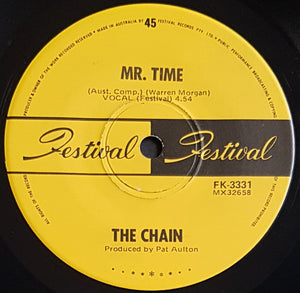 MADE IN AUSTRALIA BY 45 FESTIVAL RECORDS PTY.
MR. TIME
(Aust. Comp.) (Warren Morgan)
VOCAL (Festival) 4.54
Festival Festival
FK-3331
MX32658
THE CHAIN
Produced by Pat Aulton